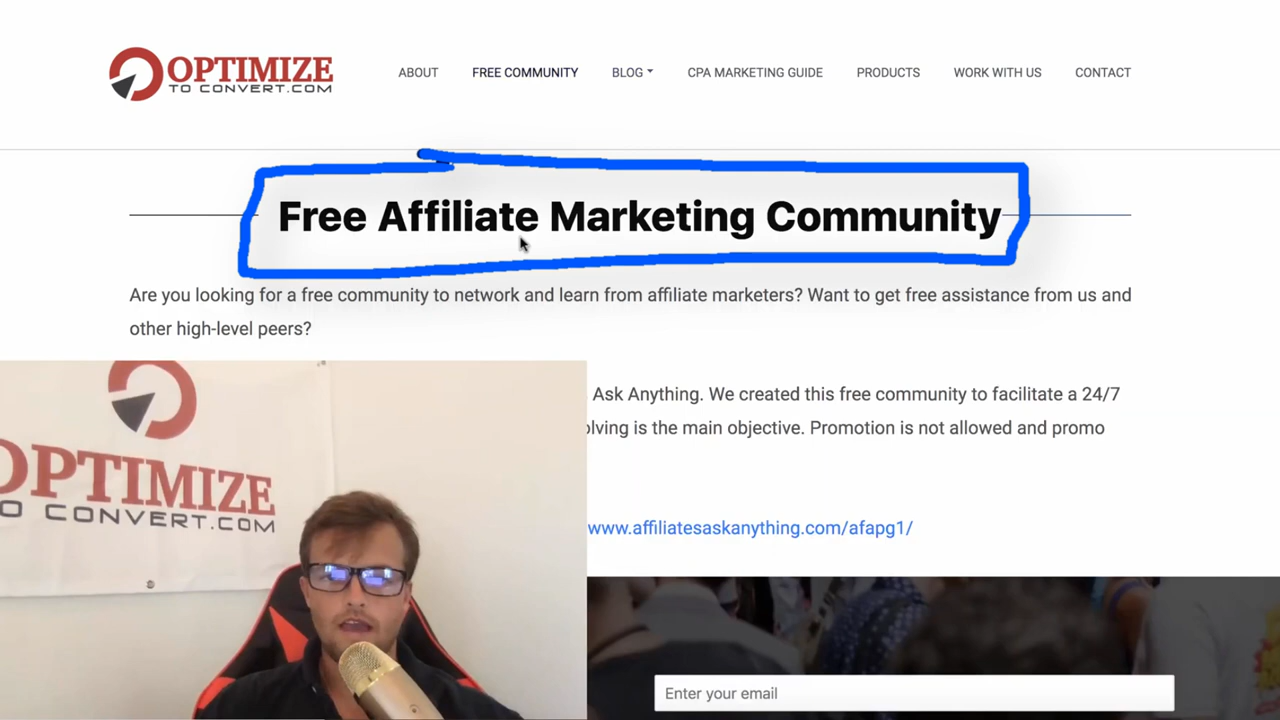 OPTIMIZE
TO CONVERT.COM
ABOUT
FREE COMMUNITY
BLOG
CPA MARKETING GUIDE
PRODUCTS
WORK WITH US
CONTACT
Free Affiliate Marketing Community
Are you looking for a free community to network and learn from affiliate marketers? Want to get free assistance from us and
other high-level peers?
Ask Anything. We created this free community to facilitate a 24/7
olving is the main objective. Promotion is not allowed and promo
www.affiliatesaskanything.com/afapg1/
OPTIMIZE
O CONVERT.COM
Enter your email